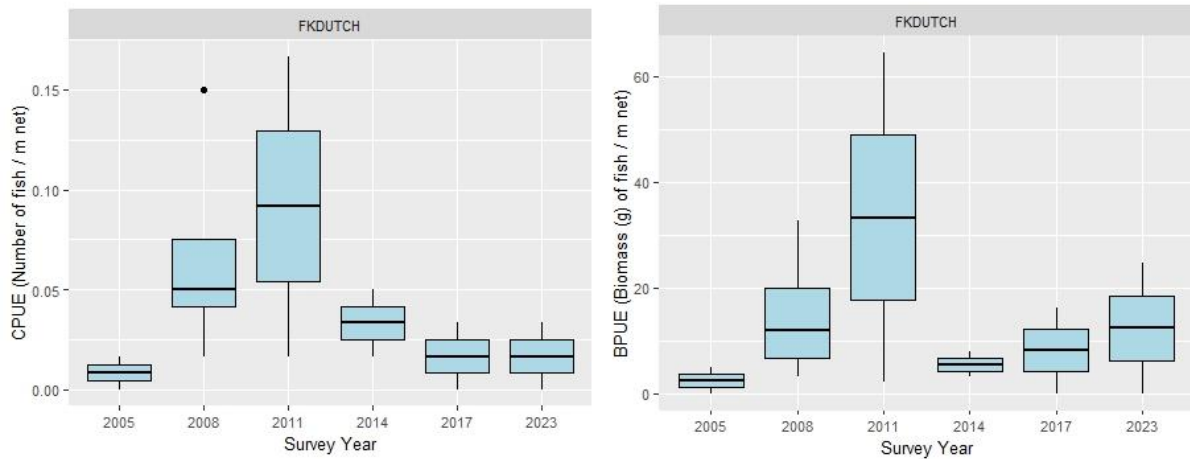 FKDUTCH
CPUE (Number of fish / m net)
0.15
0.10
0.05
0.00
2005 2008 2011 2014 2017 2023
Survey Year
FKDUTCH
BPUE (Biomass (g) of fish / m net)
60
40
20
0
2005 2008 2011 2014 2017 2023
Survey Year